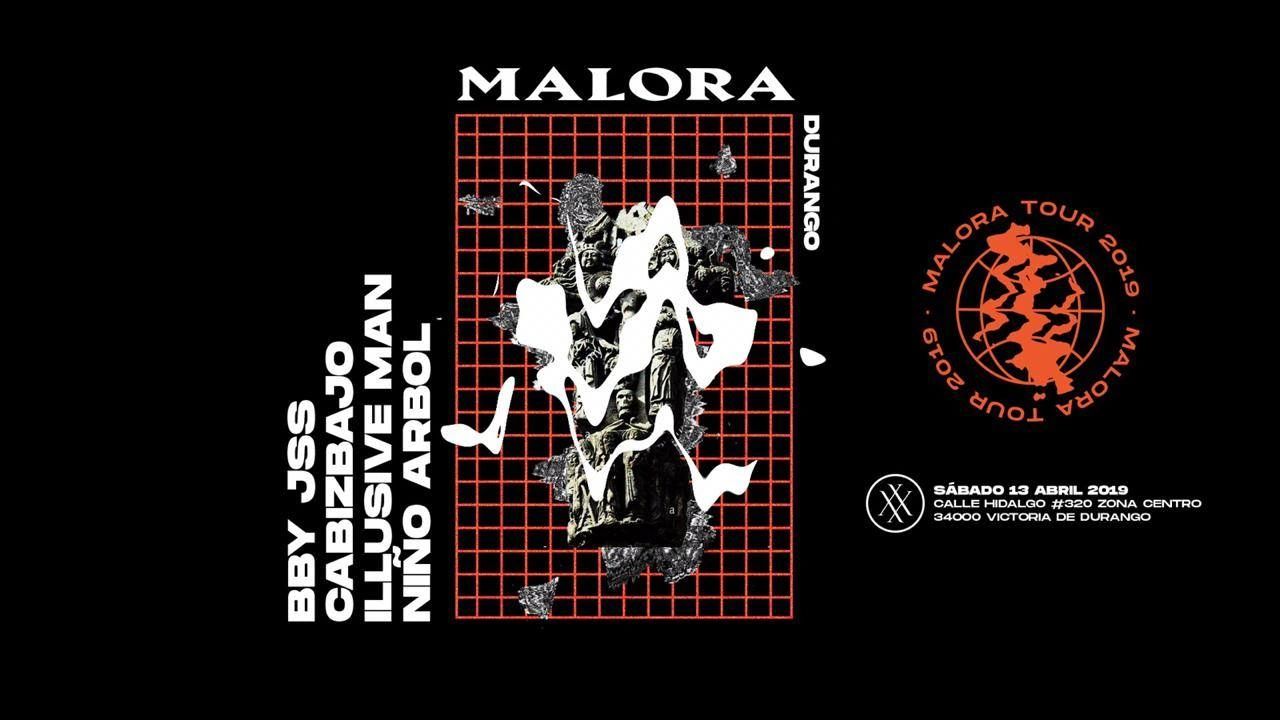 MALORA
DURANGO
BBY JSS
CABIZBAJO
ILLUSIVE MAN
NIÑO ARBOL
MALORA TOUR 2019 · MALORA TOUR 2019 ·
XX
SÁBADO 13 ABRIL 2019
CALLE HIDALGO #320 ZONA CENTRO
34000 VICTORIA DE DURANGO
a